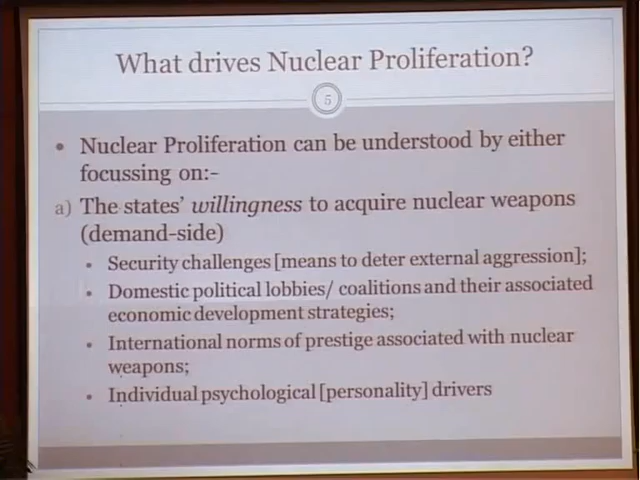 What drives Nuclear Proliferation?
5
• Nuclear Proliferation can be understood by either
focussing on:-
a) The states' willingness to acquire nuclear weapons
(demand-side)
• Security challenges [means to deter external aggression];
• Domestic political lobbies/ coalitions and their associated
economic development strategies;
• International norms of prestige associated with nuclear
weapons;
• Individual psychological [personality] drivers